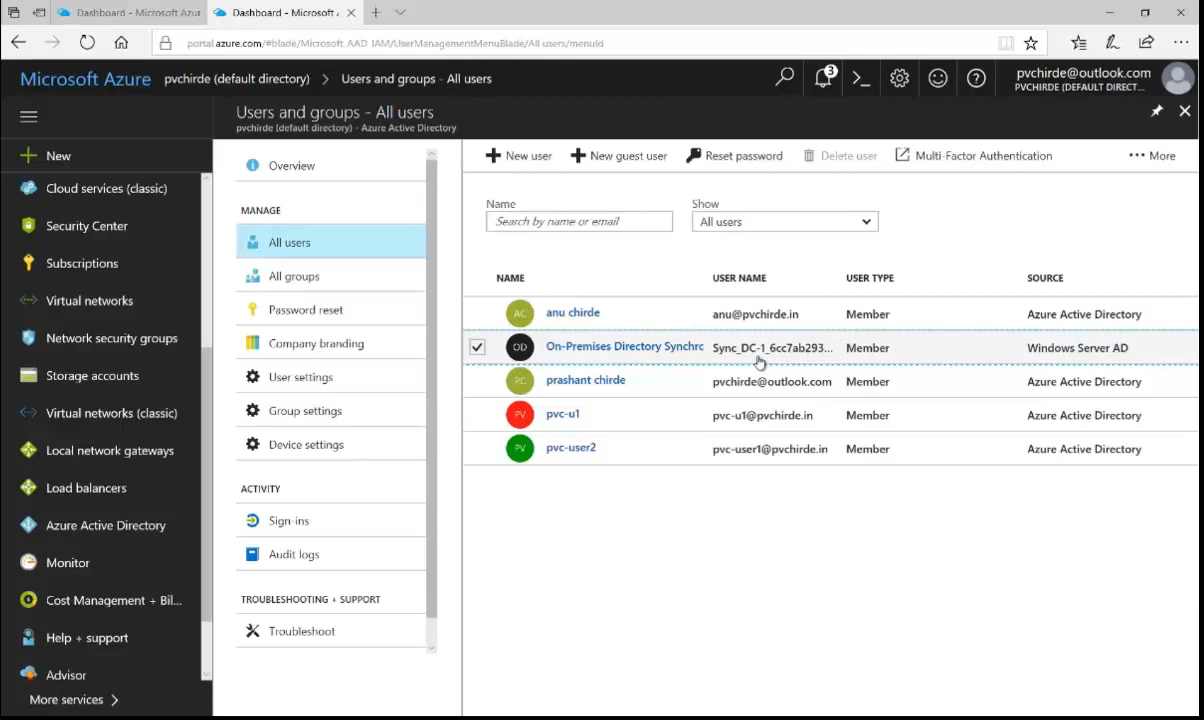 Dashboard - Microsoft Azur
Dashboard - Microsoft A
portal.azure.com/#blade/Microsoft_AAD_IAM/UserManagementMenuBlade/All users/menuId
Microsoft Azure
pvchirde (default directory) > Users and groups - All users
3
pvchirde@outlook.com
PVCHIRDE (DEFAULT DIRECT...
Users and groups - All users
pvchirde (default directory) - Azure Active Directory
New
Cloud services (classic)
Security Center
Subscriptions
Virtual networks
Network security groups
Storage accounts
Virtual networks (classic)
Local network gateways
Load balancers
Azure Active Directory
Monitor
Cost Management + Bil...
Help + support
Advisor
More services >
Overview
MANAGE
All users
All groups
Password reset
Company branding
User settings
Group settings
Device settings
ACTIVITY
Sign-ins
Audit logs
TROUBLESHOOTING + SUPPORT
Troubleshoot
New user New guest user Reset password Delete user Multi-Factor Authentication ••• More
Name Show
Search by name or email All users
NAME USER NAME USER TYPE SOURCE
AC anu chirde anu@pvchirde.in Member Azure Active Directory
OD On-Premises Directory Synchrc Sync_DC-1_6cc7ab293... Member Windows Server AD
PC prashant chirde pvchirde@outlook.com Member Azure Active Directory
PV pvc-u1 pvc-u1@pvchirde.in Member Azure Active Directory
PV pvc-user2 pvc-user1@pvchirde.in Member Azure Active Directory